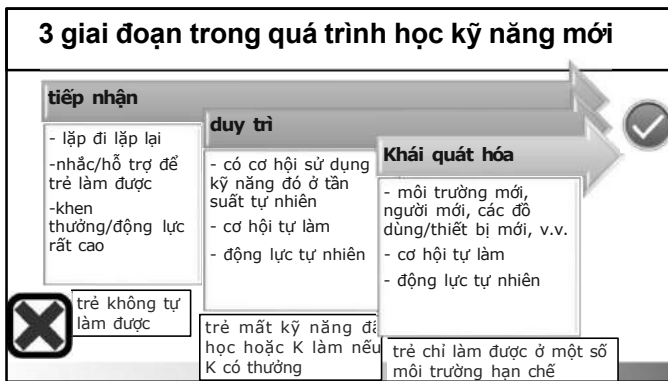 3 giai đoạn trong quá trình học kỹ năng mới
tiếp nhận
- lặp đi lặp lại
-nhắc/hỗ trợ để
trẻ làm được
-khen
thưởng/động lực
rất cao
trẻ không tự
làm được
duy trì
- có cơ hội sử dụng
kỹ năng đó ở tần
suất tự nhiên
- cơ hội tự làm
- động lực tự nhiên
trẻ mất kỹ năng đã
học hoặc K làm nếu
K có thưởng
Khái quát hóa
- môi trường mới,
người mới, các đồ
dùng/thiết bị mới, v.v.
- cơ hội tự làm
- động lực tự nhiên
trẻ chỉ làm được ở một số
môi trường hạn chế